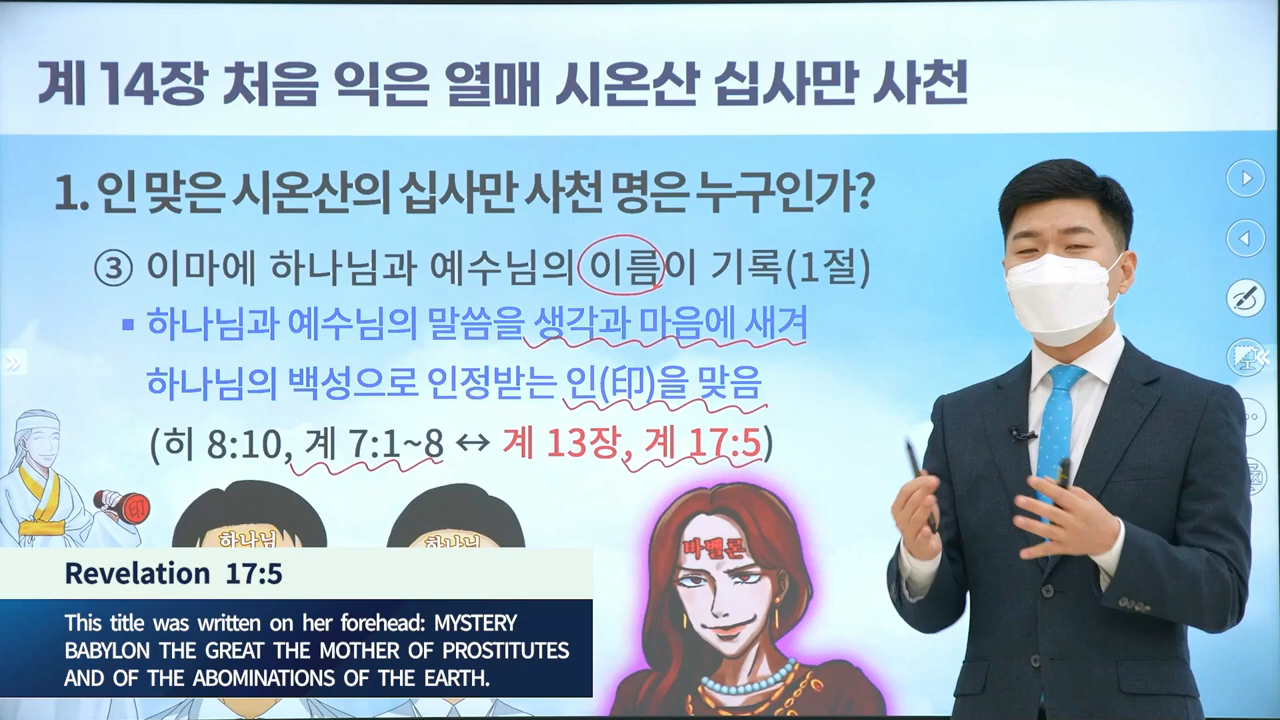 계 14장 처음 익은 열매 시온산 십사만 사천
1. 인 맞은 시온산의 십사만 사천 명은 누구인가?
③ 이마에 하나님과 예수님의 이름이 기록(1절)
▪ 하나님과 예수님의 말씀을 생각과 마음에 새겨
하나님의 백성으로 인정받는 인(印)을 맞음
(히 8:10, 계 7:1~8 ↔ 계 13장, 계 17:5)
印
하나님
하나님
바벨론
Revelation 17:5
This title was written on her forehead: MYSTERY
BABYLON THE GREAT THE MOTHER OF PROSTITUTES
AND OF THE ABOMINATIONS OF THE EARTH.